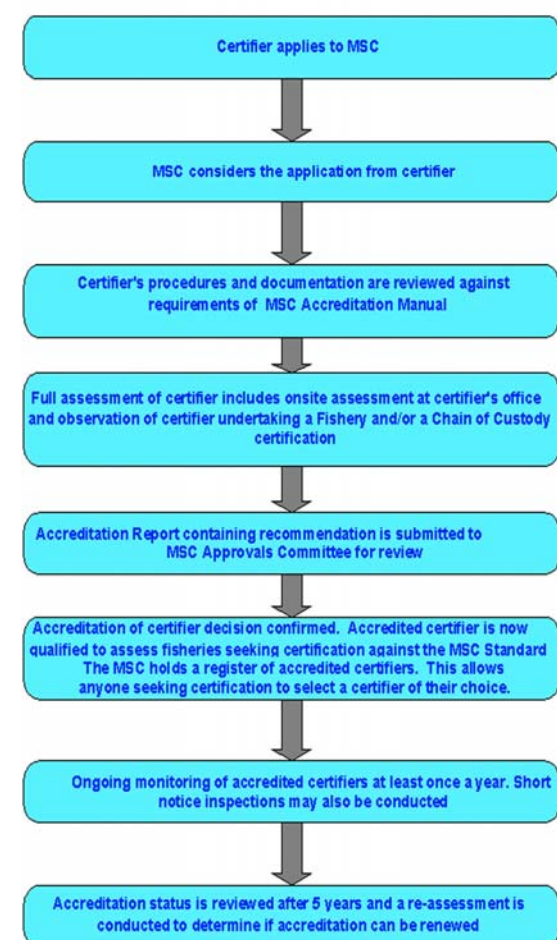 Certifier applies to MSC
MSC considers the application from certifier
Certifier's procedures and documentation are reviewed against
requirements of MSC Accreditation Manual
Full assessment of certifier includes onsite assessment at certifier's office
and observation of certifier undertaking a Fishery and/or a Chain of Custody
certification
Accreditation Report containing recommendation is submitted to
MSC Approvals Committee for review
Accreditation of certifier decision confirmed. Accredited certifier is now
qualified to assess fisheries seeking certification against the MSC Standard
The MSC holds a register of accredited certifiers. This allows
anyone seeking certification to select a certifier of their choice.
Ongoing monitoring of accredited certifiers at least once a year. Short
notice inspections may also be conducted
Accreditation status is reviewed after 5 years and a re-assessment is
conducted to determine if accreditation can be renewed